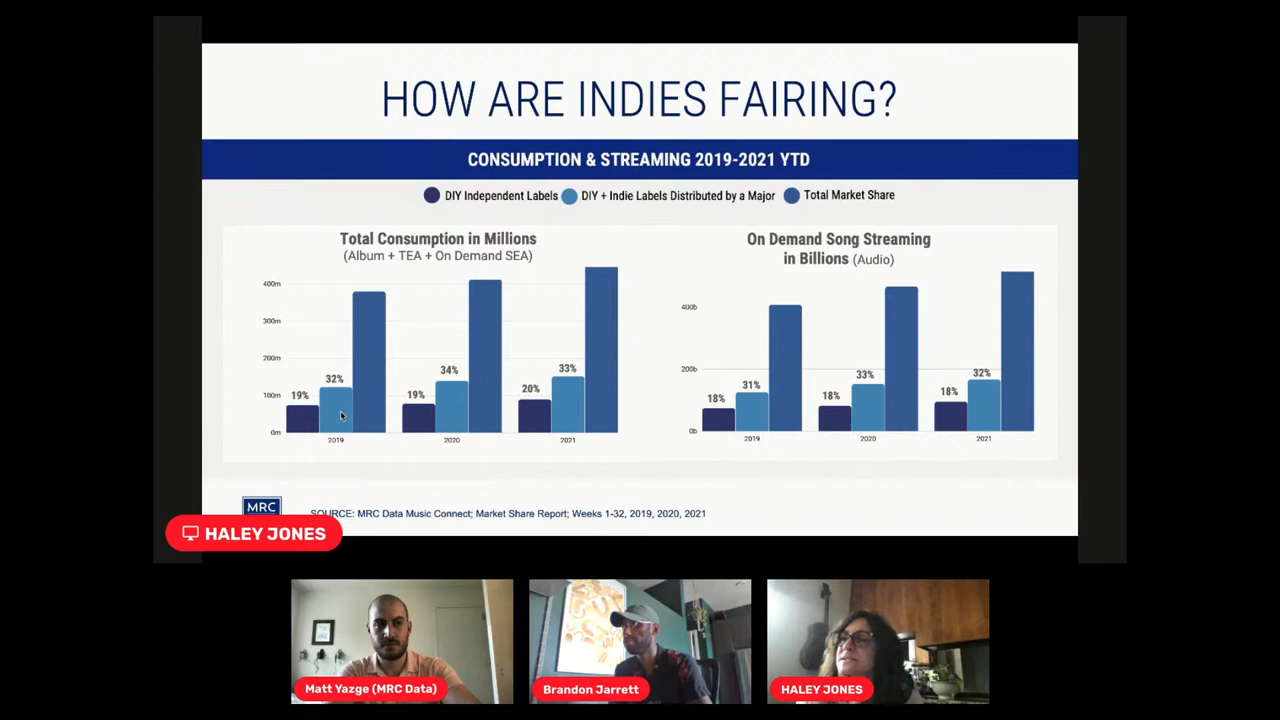 HOW ARE INDIES FAIRING?
CONSUMPTION & STREAMING 2019-2021 YTD
DIY Independent Labels
DIY + Indie Labels Distributed by a Major
Total Market Share
Total Consumption in Millions
(Album + TEA + On Demand SEA)
400m
300m
200m
100m
0m
19%
32%
19%
34%
20%
33%
2019
2020
2021
On Demand Song Streaming
in Billions (Audio)
400b
200b
0b
18%
31%
18%
33%
18%
32%
2019
2020
2021
MRC
SOURCE: MRC Data Music Connect; Market Share Report; Weeks 1-32, 2019, 2020, 2021
HALEY JONES
Matt Yazge (MRC Data)
Brandon Jarrett
HALEY JONES